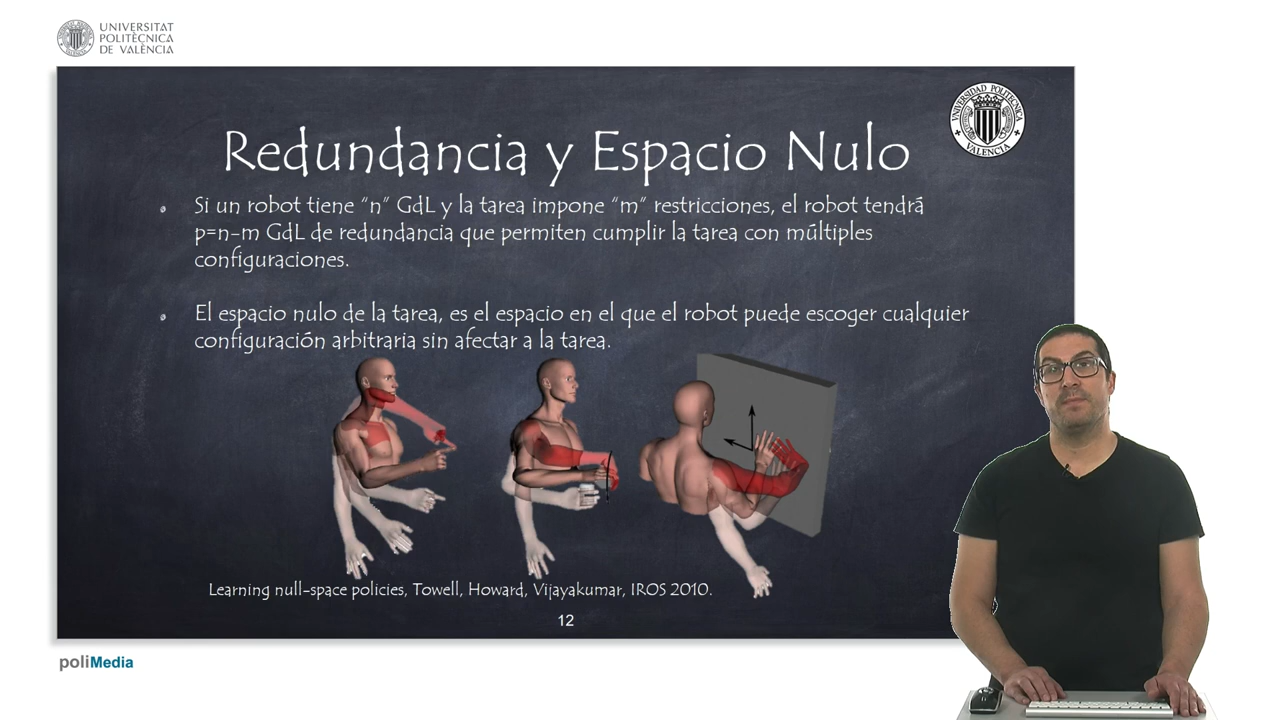 UNIVERSITAT
POLITÈCNICA
DE VALÈNCIA
UNIVERSIDAD POLITECNICA
VALENCIA
Redundancia y Espacio Nulo
Si un robot tiene "n" GdL y la tarea impone "m" restricciones, el robot tendrá
p=n-m GdL de redundancia que permiten cumplir la tarea con múltiples
configuraciones.
El espacio nulo de la tarea, es el espacio en el que el robot puede escoger cualquier
configuración arbitraria sin afectar a la tarea.
Learning null-space policies, Towell, Howard, Vijayakumar, IROS 2010.
12
poliMedia